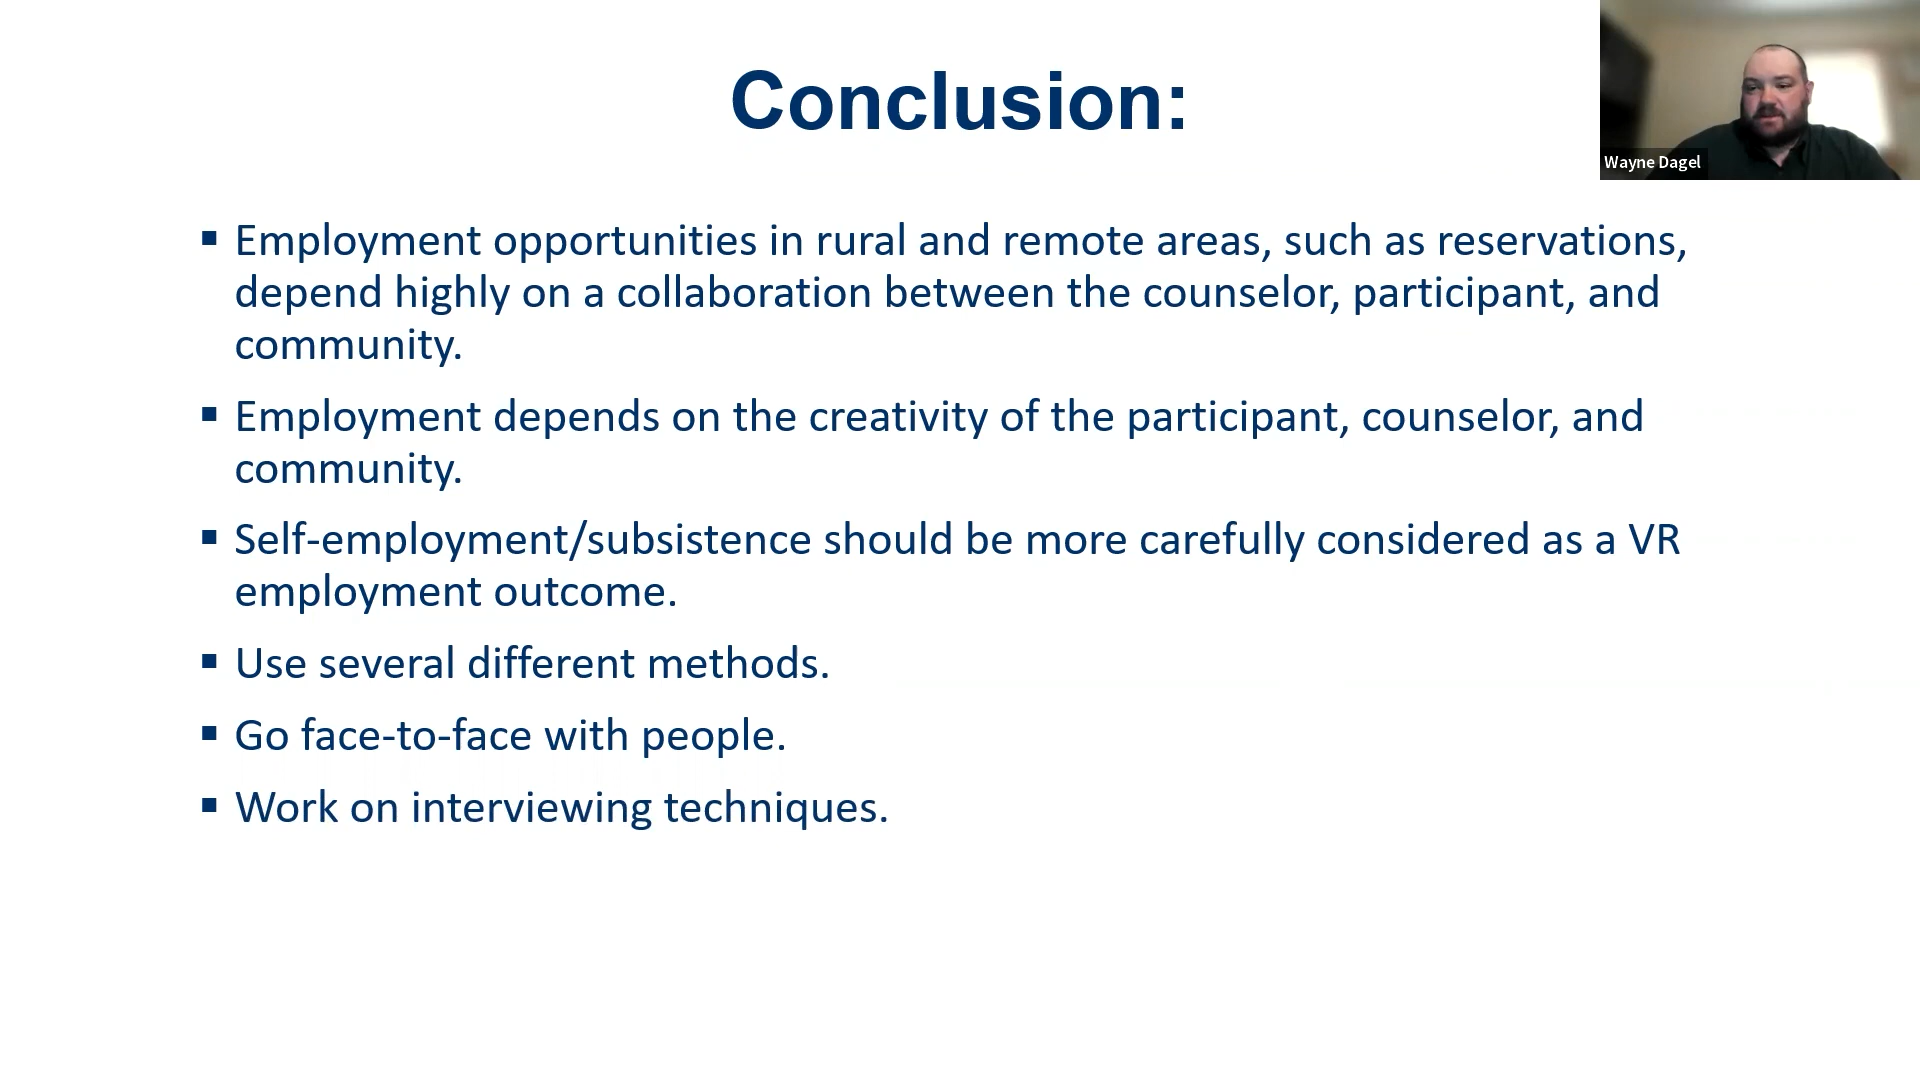 Conclusion:
Wayne Dagel
▪ Employment opportunities in rural and remote areas, such as reservations,
depend highly on a collaboration between the counselor, participant, and
community.
▪ Employment depends on the creativity of the participant, counselor, and
community.
▪ Self-employment/subsistence should be more carefully considered as a VR
employment outcome.
▪ Use several different methods.
▪ Go face-to-face with people.
▪ Work on interviewing techniques.